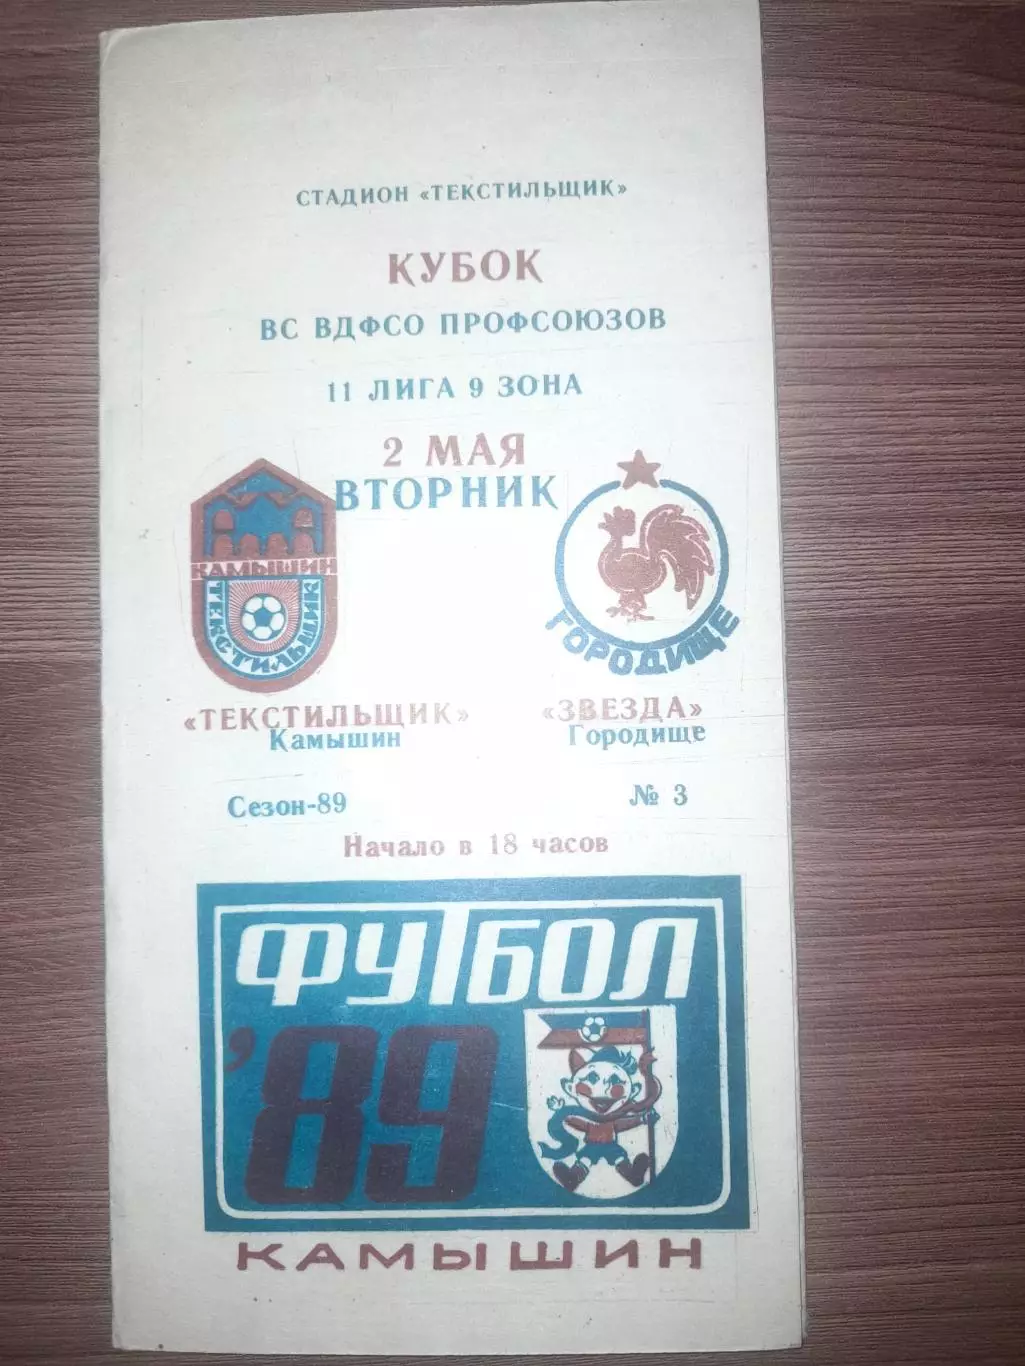 СТАДИОН «ТЕКСТИЛЬЩИК»
КУБОК
ВС ВДФСО ПРОФСОЮЗОВ
11 ЛИГА 9 ЗОНА
2 МАЯ
ВТОРНИК
КАМЫШИН
ТЕКСТИЛЬЩИК
ГОРОДИЩЕ
«ТЕКСТИЛЬЩИК» «ЗВЕЗДА»
Камышин Городище
Сезон-89 № 3
Начало в 18 часов
ФУТБОЛ
'89
КАМЫШИН